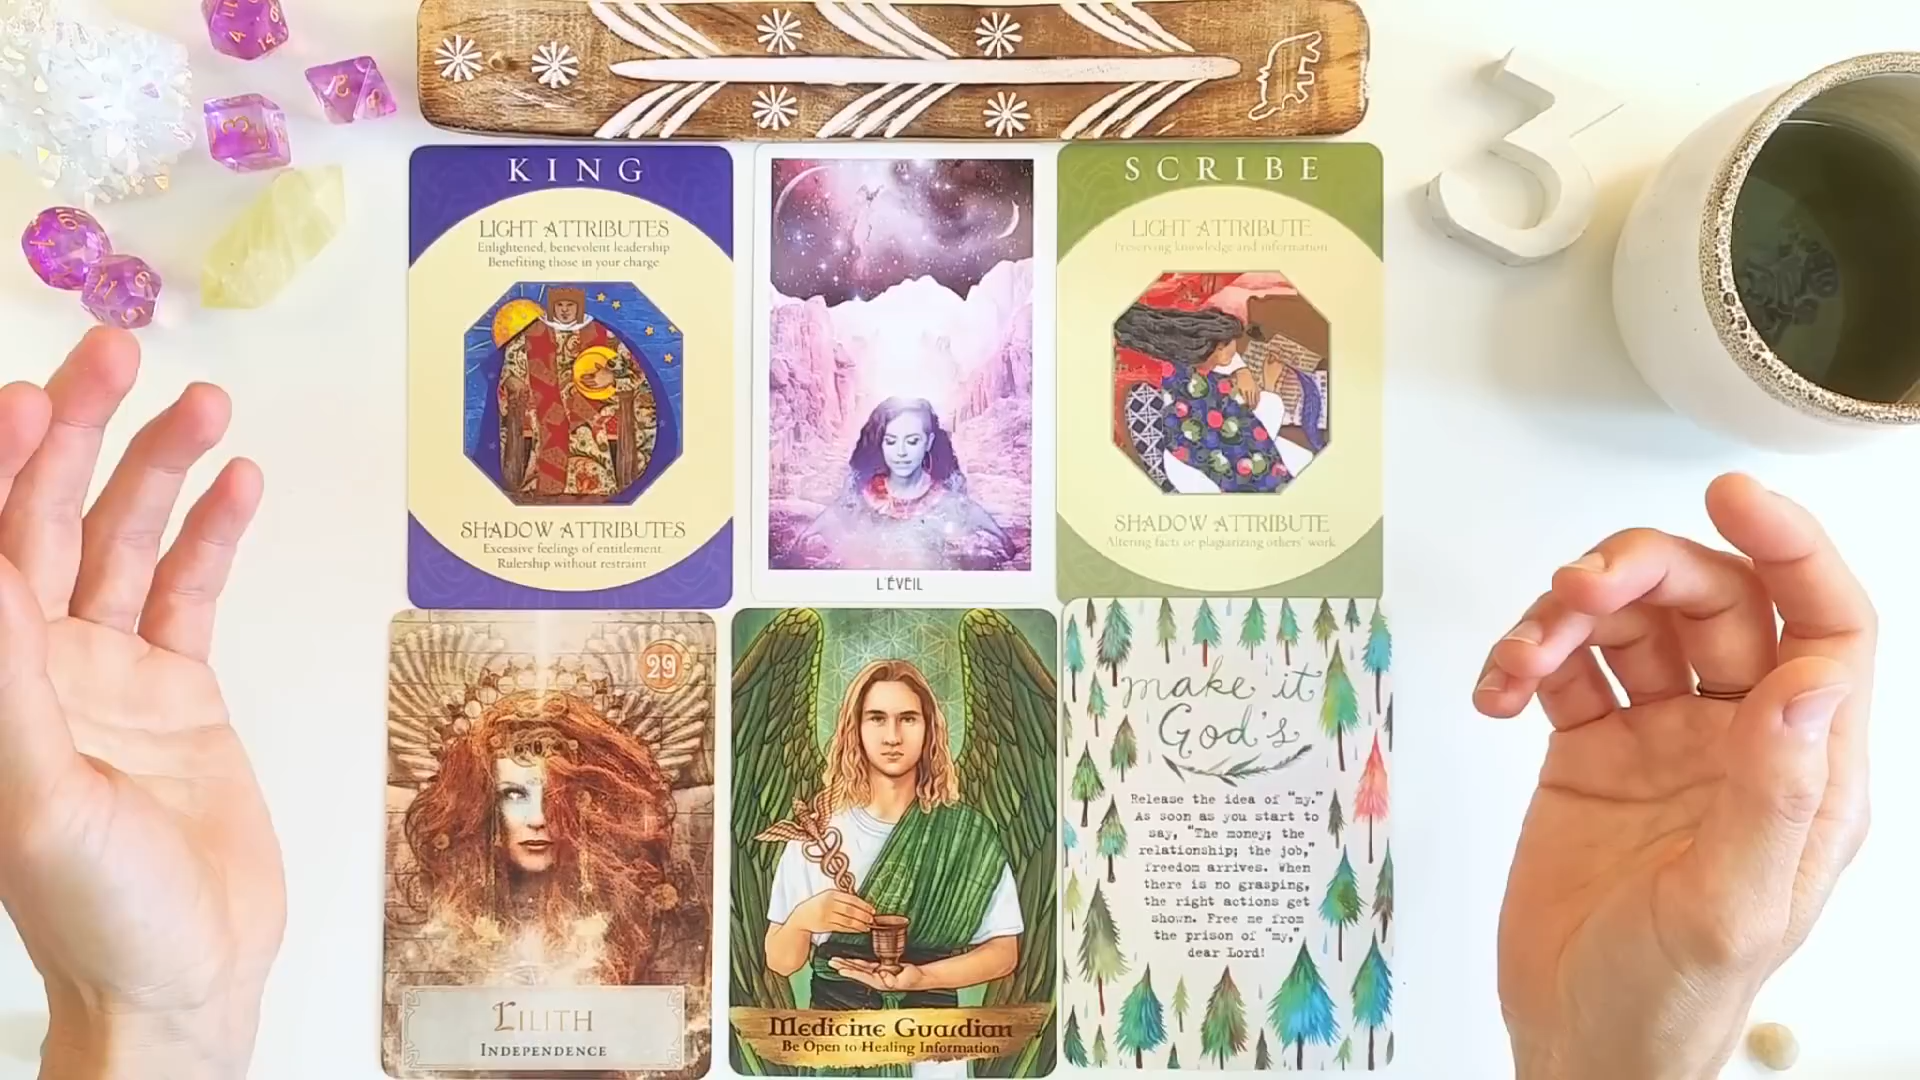 KING
LIGHT ATTRIBUTES
Enlightened, benevolent leadership
Benefiting those in your charge
SHADOW ATTRIBUTES
Excessive feelings of entitlement
Rulership without restraint
L'ÉVEIL
SCRIBE
LIGHT ATTRIBUTE
Preserving knowledge and information
SHADOW ATTRIBUTE
Altering facts or plagiarizing others' work
29
LILITH
INDEPENDENCE
Medicine Guardian
Be Open to Healing Information
make it
God's
Release the idea of "my."
As soon as you start to
say, "The money; the
relationship; the job,"
freedom arrives. When
there is no grasping,
the right actions get
shown. Free me from
the prison of "my,"
dear Lord!
3